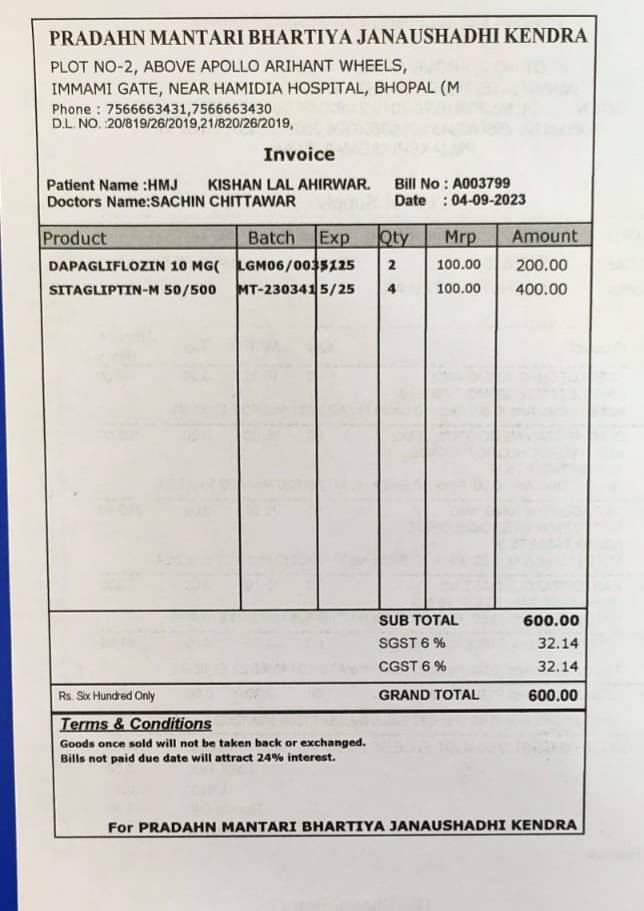 PRADAHN MANTARI BHARTIYA JANAUSHADHI KENDRA
PLOT NO-2, ABOVE APOLLO ARIHANT WHEELS,
IMMAMI GATE, NEAR HAMIDIA HOSPITAL, BHOPAL (M
Phone : 7566663431,7566663430
D.L. NO. :20/819/26/2019,21/820/26/2019,
Invoice
Patient Name :HMJ KISHAN LAL AHIRWAR. Bill No : A003799
Doctors Name:SACHIN CHITTAWAR Date : 04-09-2023
Product Batch Exp Qty Mrp Amount
DAPAGLIFLOZIN 10 MG( 2 100.00 200.00
SITAGLIPTIN-M 50/500 MT-230341 5/25 4 100.00 400.00
SUB TOTAL 600.00
SGST 6 % 32.14
CGST 6 % 32.14
Rs. Six Hundred Only GRAND TOTAL 600.00
Terms & Conditions
Goods once sold will not be taken back or exchanged.
Bills not paid due date will attract 24% interest.
For PRADAHN MANTARI BHARTIYA JANAUSHADHI KENDRA